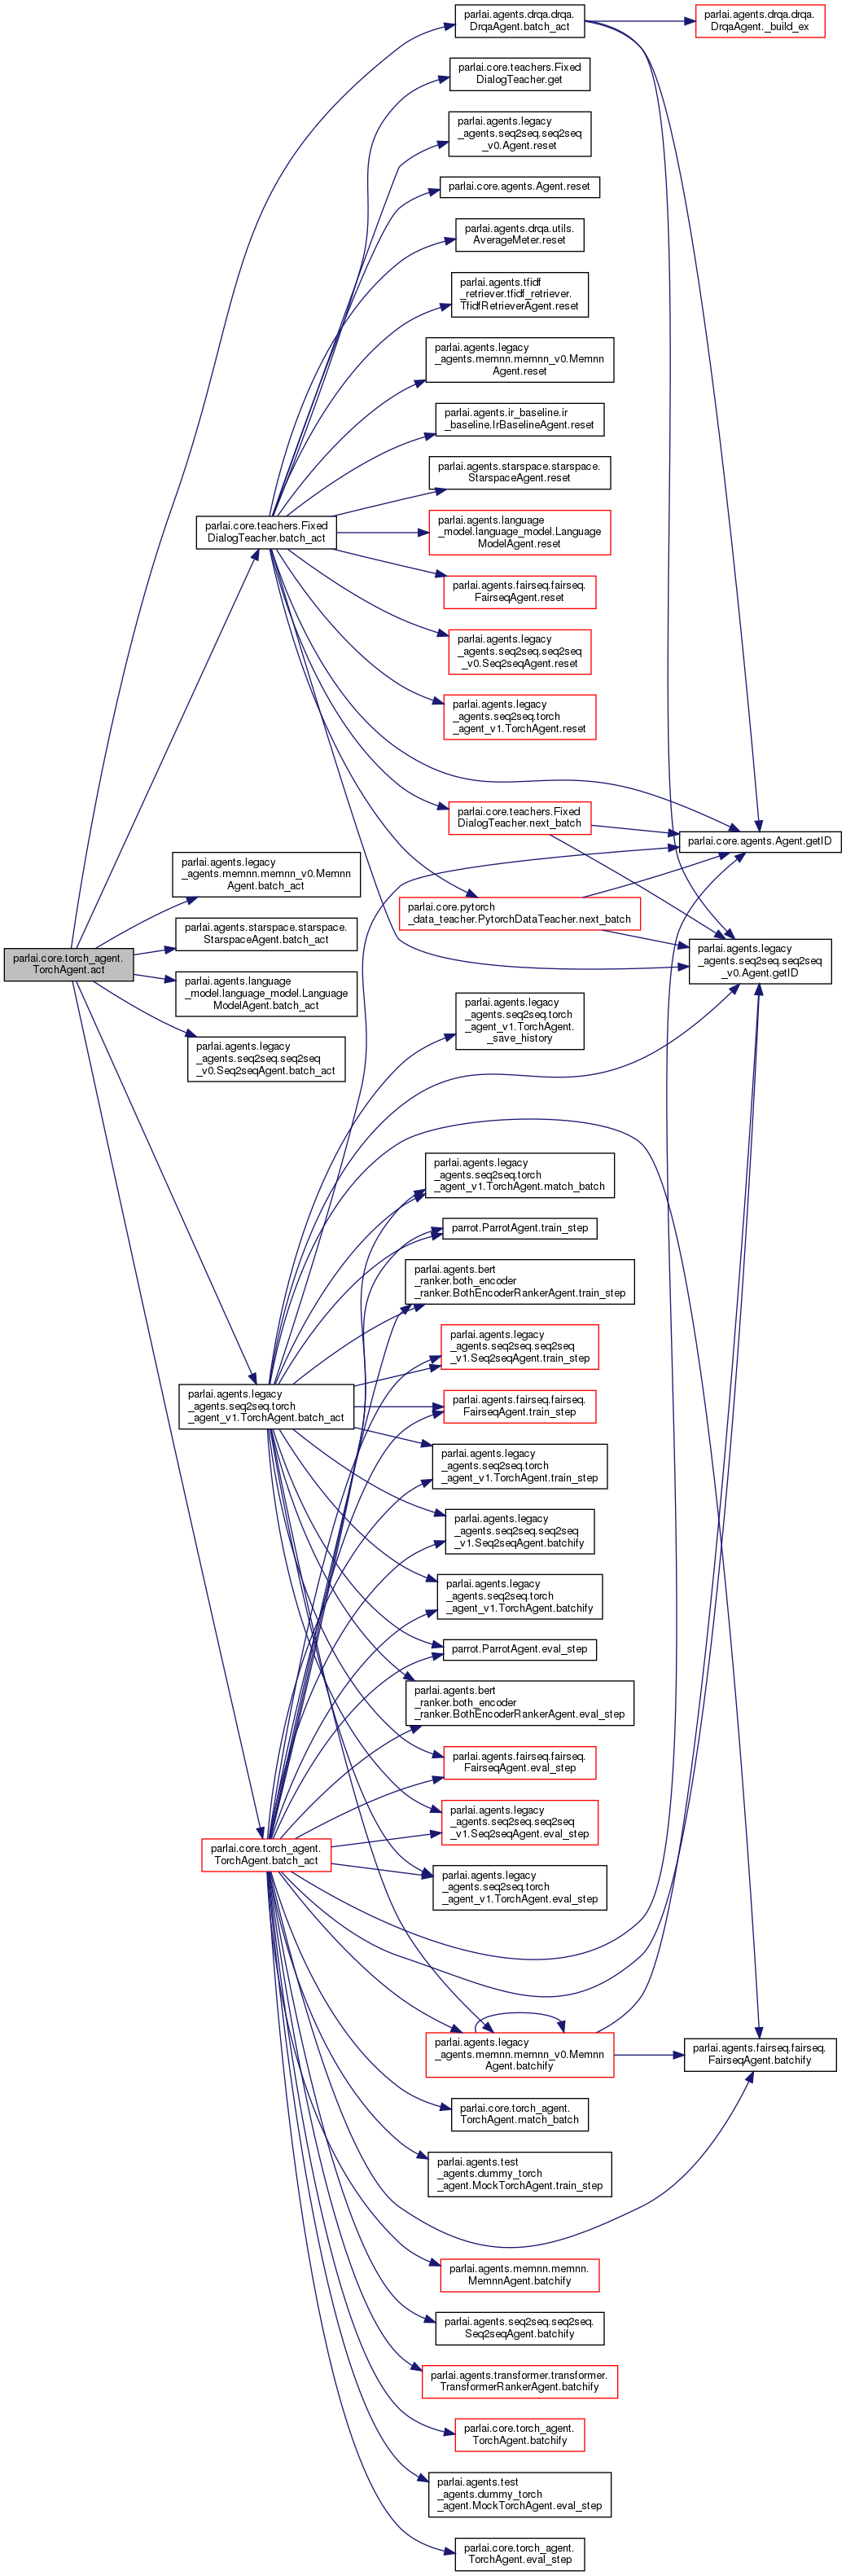 parlai.agents.drqa.drqa.
DrqaAgent.batch_act
parlai.agents.drqa.drqa.
DrqaAgent._build_ex
parlai.core.teachers.Fixed
DialogTeacher.get
parlai.agents.legacy
_agents.seq2seq.seq2seq
_v0.Agent.reset
parlai.core.agents.Agent.reset
parlai.agents.drqa.utils.
AverageMeter.reset
parlai.agents.tfidf
_retriever.tfidf_retriever.
TfidfRetrieverAgent.reset
parlai.agents.legacy
_agents.memnn.memnn_v0.Memnn
Agent.reset
parlai.agents.ir_baseline.ir
_baseline.IrBaselineAgent.reset
parlai.agents.starspace.starspace.
StarspaceAgent.reset
parlai.core.teachers.Fixed
DialogTeacher.batch_act
parlai.agents.language
_model.language_model.Language
ModelAgent.reset
parlai.agents.fairseq.fairseq.
FairseqAgent.reset
parlai.agents.legacy
_agents.seq2seq.seq2seq
_v0.Seq2seqAgent.reset
parlai.agents.legacy
_agents.seq2seq.torch
_agent_v1.TorchAgent.reset
parlai.core.teachers.Fixed
DialogTeacher.next_batch
parlai.core.agents.Agent.getID
parlai.agents.legacy
_agents.memnn.memnn_v0.Memnn
Agent.batch_act
parlai.core.pytorch
_data_teacher.PytorchDataTeacher.next_batch
parlai.agents.starspace.starspace.
StarspaceAgent.batch_act
parlai.agents.legacy
_agents.seq2seq.seq2seq
_v0.Agent.getID
parlai.core.torch_agent.
TorchAgent.act
parlai.agents.language
_model.language_model.Language
ModelAgent.batch_act
parlai.agents.legacy
_agents.seq2seq.torch
_agent_v1.TorchAgent.
_save_history
parlai.agents.legacy
_agents.seq2seq.seq2seq
_v0.Seq2seqAgent.batch_act
parlai.agents.legacy
_agents.seq2seq.torch
_agent_v1.TorchAgent.match_batch
parrot.ParrotAgent.train_step
parlai.agents.bert
_ranker.both_encoder
_ranker.BothEncoderRankerAgent.train_step
parlai.agents.legacy
_agents.seq2seq.seq2seq
_v1.Seq2seqAgent.train_step
parlai.agents.legacy
_agents.seq2seq.torch
_agent_v1.TorchAgent.batch_act
parlai.agents.fairseq.fairseq.
FairseqAgent.train_step
parlai.agents.legacy
_agents.seq2seq.torch
_agent_v1.TorchAgent.train_step
parlai.agents.legacy
_agents.seq2seq.seq2seq
_v1.Seq2seqAgent.batchify
parlai.agents.legacy
_agents.seq2seq.torch
_agent_v1.TorchAgent.batchify
parrot.ParrotAgent.eval_step
parlai.agents.bert
_ranker.both_encoder
_ranker.BothEncoderRankerAgent.eval_step
parlai.agents.fairseq.fairseq.
FairseqAgent.eval_step
parlai.agents.legacy
_agents.seq2seq.seq2seq
_v1.Seq2seqAgent.eval_step
parlai.core.torch_agent.
TorchAgent.batch_act
parlai.agents.legacy
_agents.seq2seq.torch
_agent_v1.TorchAgent.eval_step
parlai.agents.legacy
_agents.memnn.memnn_v0.Memnn
Agent.batchify
parlai.agents.fairseq.fairseq.
FairseqAgent.batchify
parlai.core.torch_agent.
TorchAgent.match_batch
parlai.agents.test
_agents.dummy_torch
_agent.MockTorchAgent.train_step
parlai.agents.memnn.memnn.
MemnnAgent.batchify
parlai.agents.seq2seq.seq2seq.
Seq2seqAgent.batchify
parlai.agents.transformer.transformer.
TransformerRankerAgent.batchify
parlai.core.torch_agent.
TorchAgent.batchify
parlai.agents.test
_agents.dummy_torch
_agent.MockTorchAgent.eval_step
parlai.core.torch_agent.
TorchAgent.eval_step